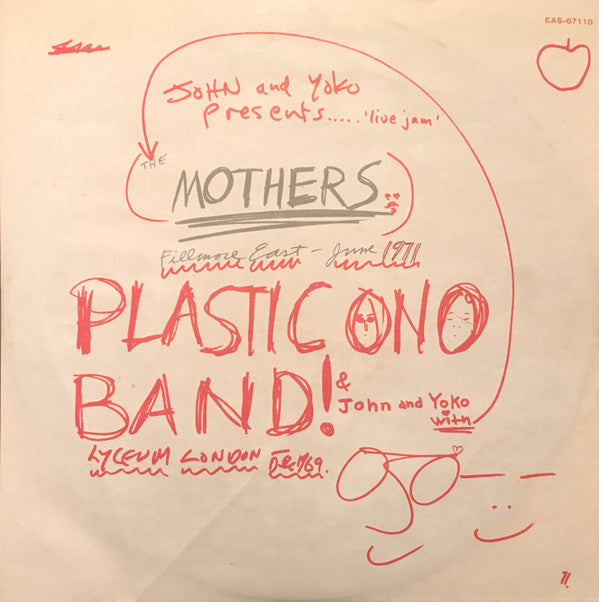 EAS-67110
JOHN and YOKO
presents.....'live jam'
THE
MOTHERS
Fillmore East - June 1971
PLASTIC ONO
BAND!
& John and Yoko
with
LYCEUM LONDON Dec/69.
71.